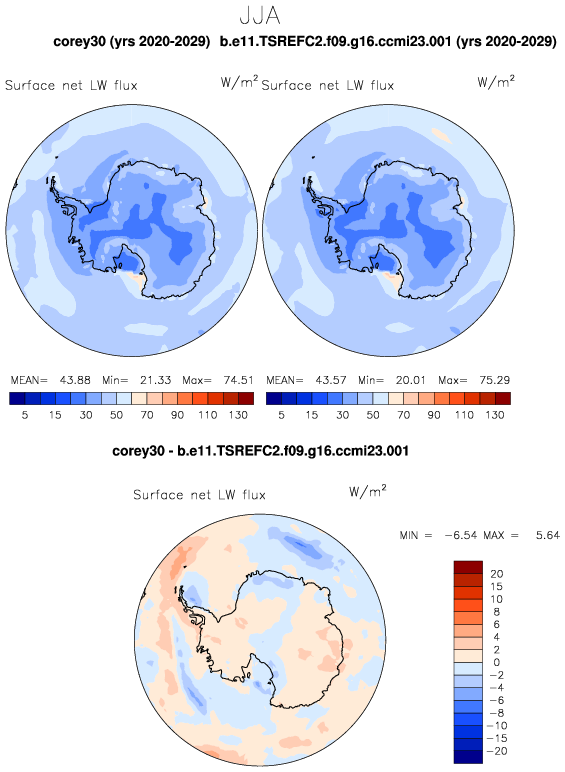 JJA
corey30 (yrs 2020-2029) b.e11.TSREFC2.f09.g16.ccmi23.001 (yrs 2020-2029)
Surface net LW flux W/m² Surface net LW flux W/m²
MEAN= 43.88 Min= 21.33 Max= 74.51 MEAN= 43.57 Min= 20.01 Max= 75.29
5 15 30 50 70 90 110 130 5 15 30 50 70 90 110 130
corey30 - b.e11.TSREFC2.f09.g16.ccmi23.001
Surface net LW flux W/m²
MIN = -6.54 MAX = 5.64
20
15
10
8
6
4
2
0
-2
-4
-6
-8
-10
-15
-20